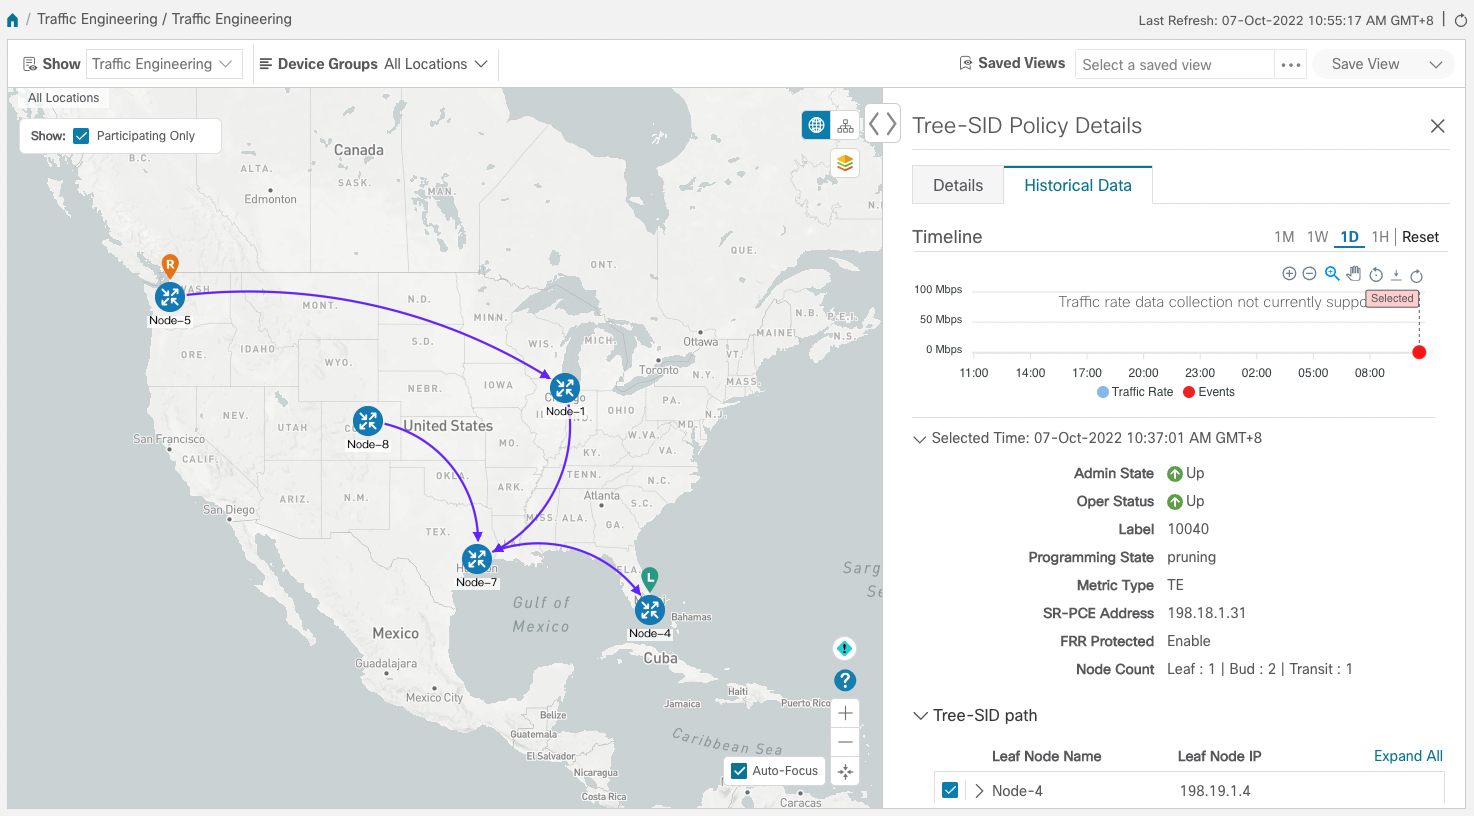 / Traffic Engineering / Traffic Engineering
Last Refresh: 07-Oct-2022 10:55:17 AM GMT+8
Show Traffic Engineering
Device Groups All Locations
Saved Views Select a saved view
Save View
All Locations
Show: Participating Only
Canada
B.C.
ALTA.
SASK.
MAN.
Edmonton
ONT.
QUE.
N.
R
WASH.
Node-5
MONT.
N.D.
MINN.
S.D.
WIS.
MICH.
Ottawa
N.B.
P.E.I.
MAINE
N.S.
VT.
Toronto
N.Y.
MASS.
ORE.
IDAHO
WYO.
NEBR.
IOWA
Node-1
OHIO
PA.
N.J.
MD.
W.VA.
VA.
KY.
NEV.
UTAH
Node-8
United States
MO.
San Francisco
CALIF.
OKLA.
ARK.
TENN.
N.C.
Atlanta
S.C.
ARIZ.
N.M.
San Diego
MISS.
ALA.
GA.
TEX.
Node-7
L
Node-4
Gulf of
Mexico
Bahamas
Sarg
Se
Mexico
Cuba
Guadalajara
Mexico City
Haiti
Jamaica
Puerto Rico
Belize
Guatemala
El Salvador
Nicaragua
Costa Rica
Caribbean Sea
Caracas
Auto-Focus
Tree-SID Policy Details
Details
Historical Data
Timeline
1M 1W 1D 1H | Reset
100 Mbps
50 Mbps
0 Mbps
Traffic rate data collection not currently suppo
Selected
11:00 14:00 17:00 20:00 23:00 02:00 05:00 08:00
Traffic Rate Events
Selected Time: 07-Oct-2022 10:37:01 AM GMT+8
Admin State Up
Oper Status Up
Label 10040
Programming State pruning
Metric Type TE
SR-PCE Address 198.18.1.31
FRR Protected Enable
Node Count Leaf : 1 | Bud : 2 | Transit : 1
Tree-SID path
Leaf Node Name Leaf Node IP Expand All
Node-4 198.19.1.4